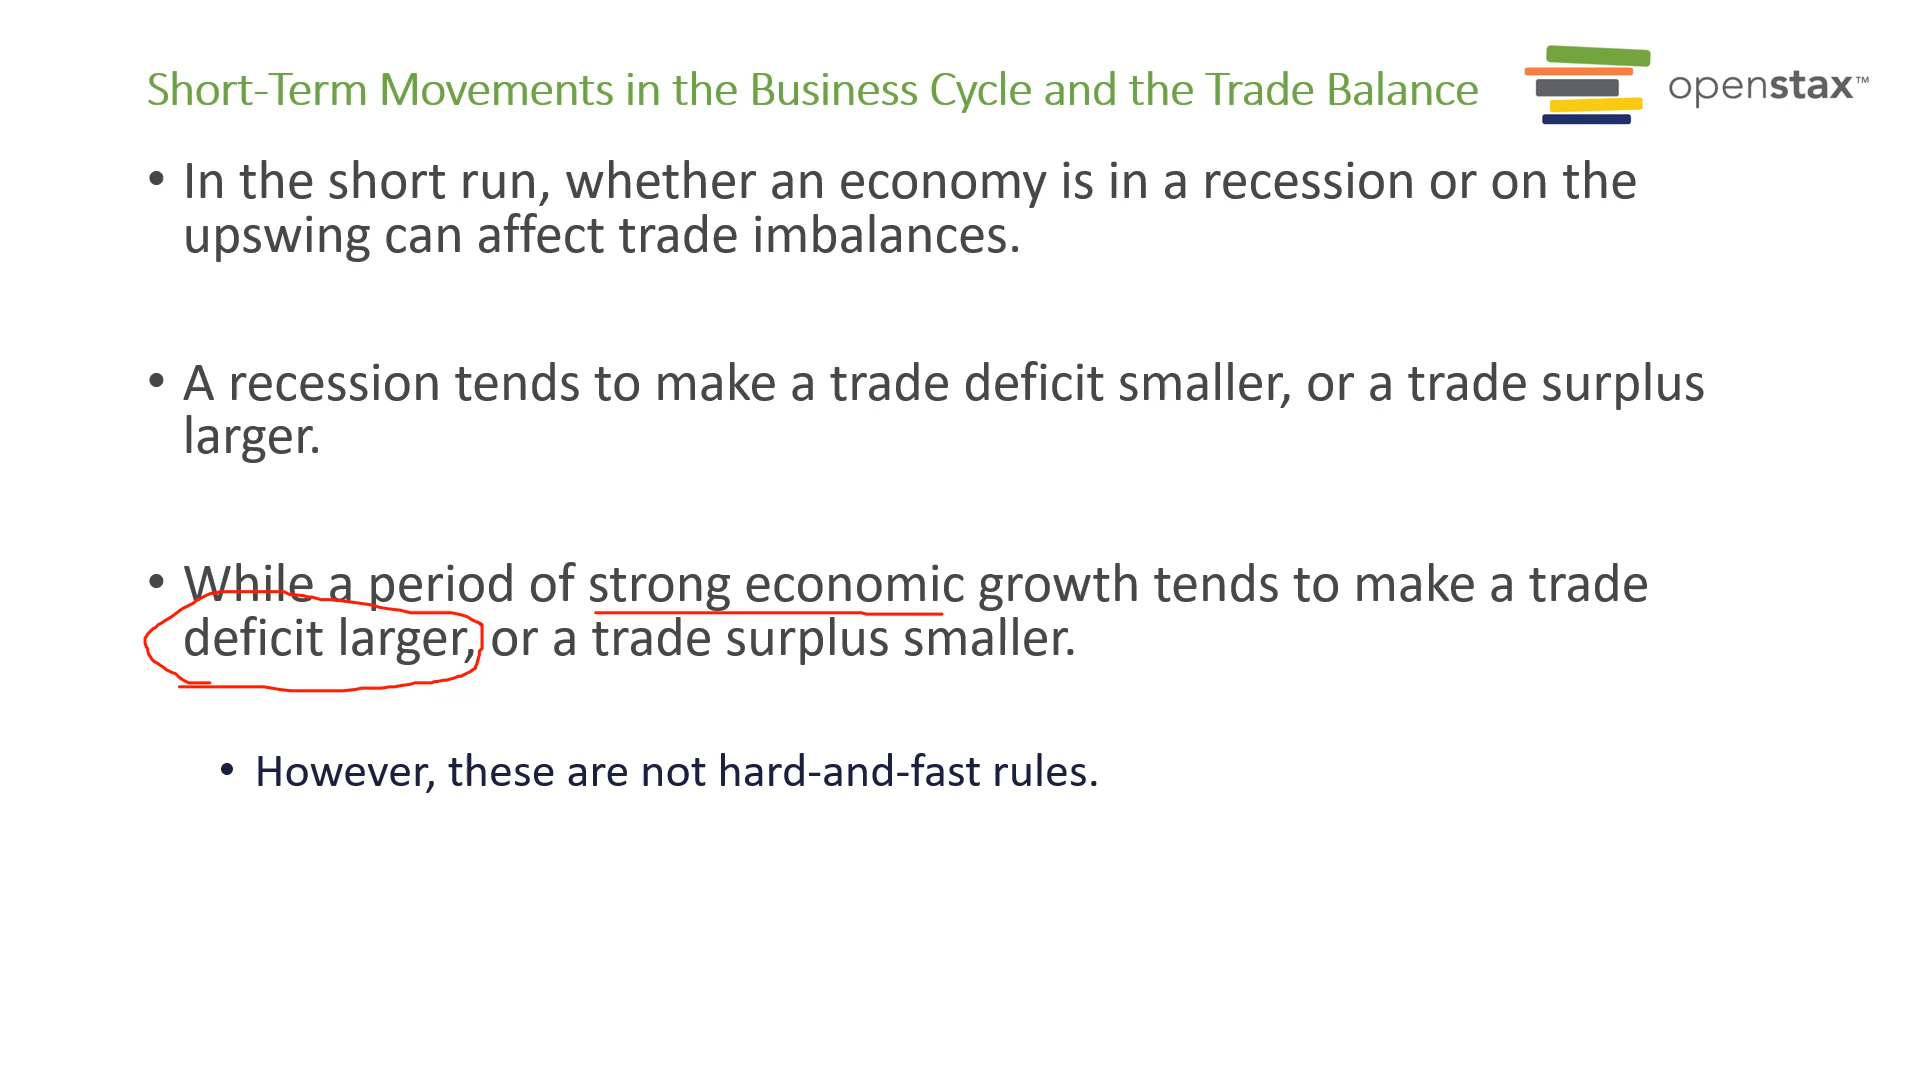 Short-Term Movements in the Business Cycle and the Trade Balance
openstax™
• In the short run, whether an economy is in a recession or on the
upswing can affect trade imbalances.
• A recession tends to make a trade deficit smaller, or a trade surplus
larger.
• While a period of strong economic growth tends to make a trade
deficit larger, or a trade surplus smaller.
• However, these are not hard-and-fast rules.